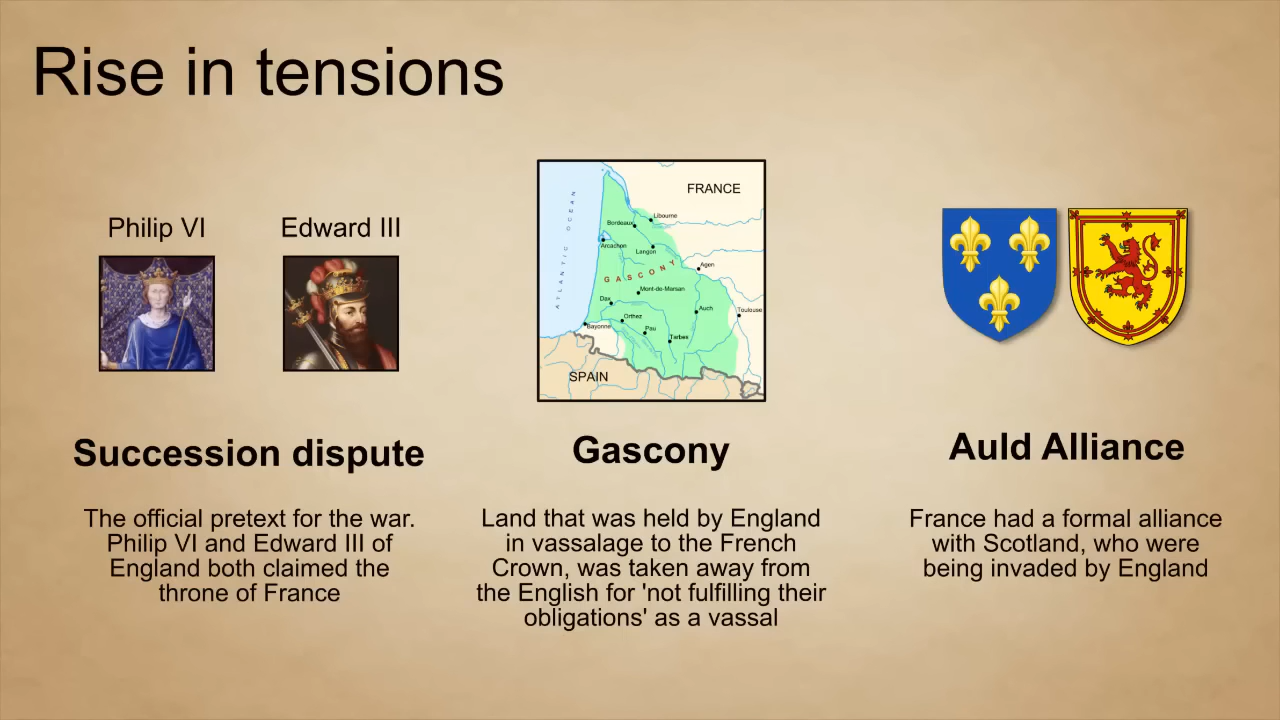 Rise in tensions
Philip VI
Edward III
Succession dispute
The official pretext for the war.
Philip VI and Edward III of
England both claimed the
throne of France
ATLANTIC OCEAN
FRANCE
Libourne
Bordeaux
Arcachon
Langon
GASCONY
Agen
Mont-de-Marsan
Dax
Auch
Toulouse
Orthez
Bayonne
Pau
Tarbes
SPAIN
Gascony
Land that was held by England
in vassalage to the French
Crown, was taken away from
the English for 'not fulfilling their
obligations' as a vassal
Auld Alliance
France had a formal alliance
with Scotland, who were
being invaded by England